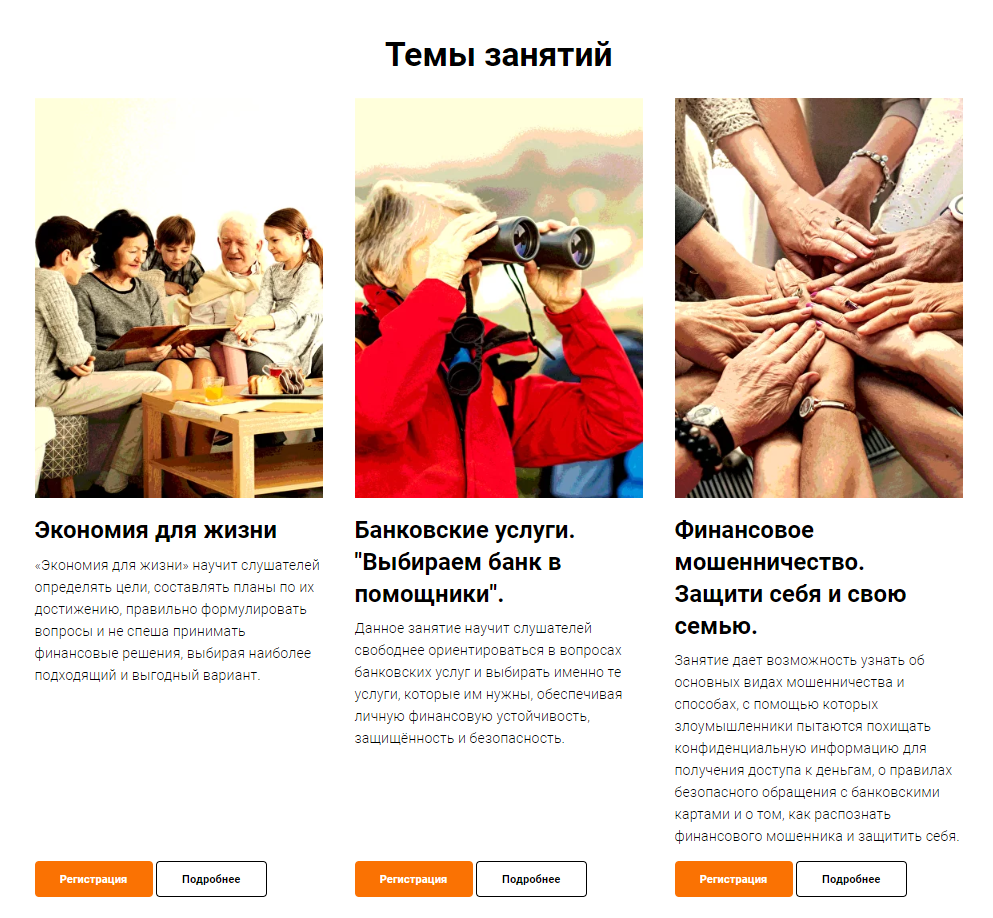 Темы занятий
Экономия для жизни
«Экономия для жизни» научит слушателей
определять цели, составлять планы по их
достижению, правильно формулировать
вопросы и не спеша принимать
финансовые решения, выбирая наиболее
подходящий и выгодный вариант.
Регистрация
Подробнее
Банковские услуги.
"Выбираем банк в
помощники".
Данное занятие научит слушателей
свободнее ориентироваться в вопросах
банковских услуг и выбирать именно те
услуги, которые им нужны, обеспечивая
личную финансовую устойчивость,
защищённость и безопасность.
Регистрация
Подробнее
Финансовое
мошенничество.
Защити себя и свою
семью.
Занятие дает возможность узнать об
основных видах мошенничества и
способах, с помощью которых
злоумышленники пытаются похищать
конфиденциальную информацию для
получения доступа к деньгам, о правилах
безопасного обращения с банковскими
картами и о том, как распознать
финансового мошенника и защитить себя.
Регистрация
Подробнее